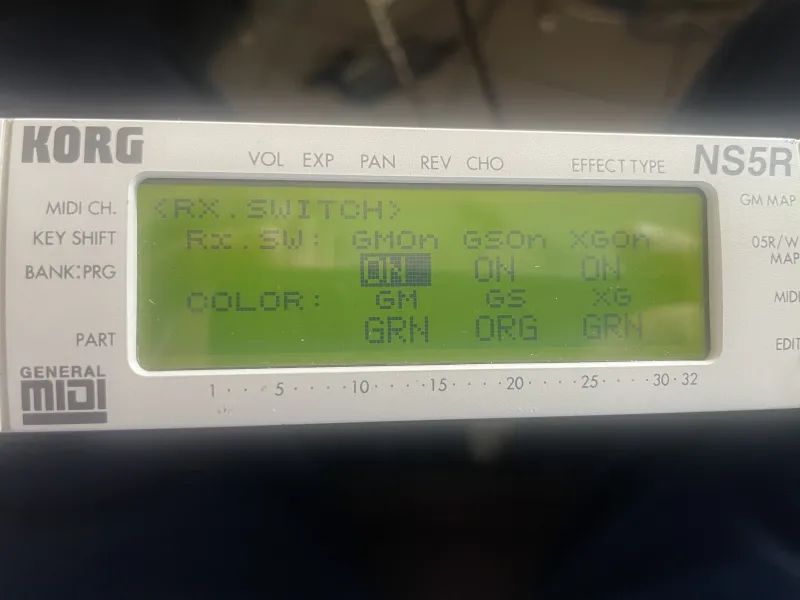 KORG
VOL EXP PAN REV CHO EFFECT TYPE
NS5R
MIDI CH.
KEY SHIFT
BANK:PRG
PART
GENERAL
MIDI
<RX.SWITCH>
Rx.SW: GMOn GSOn XGOn
ON ON ON
COLOR: GM GS XG
GRN ORG GRN
GM MAP
05R/W
MAP
MIDI
EDIT
1 · · · · 5 · · · · 10 · · · · 15 · · · · 20 · · · · 25 · · · · 30 · 32